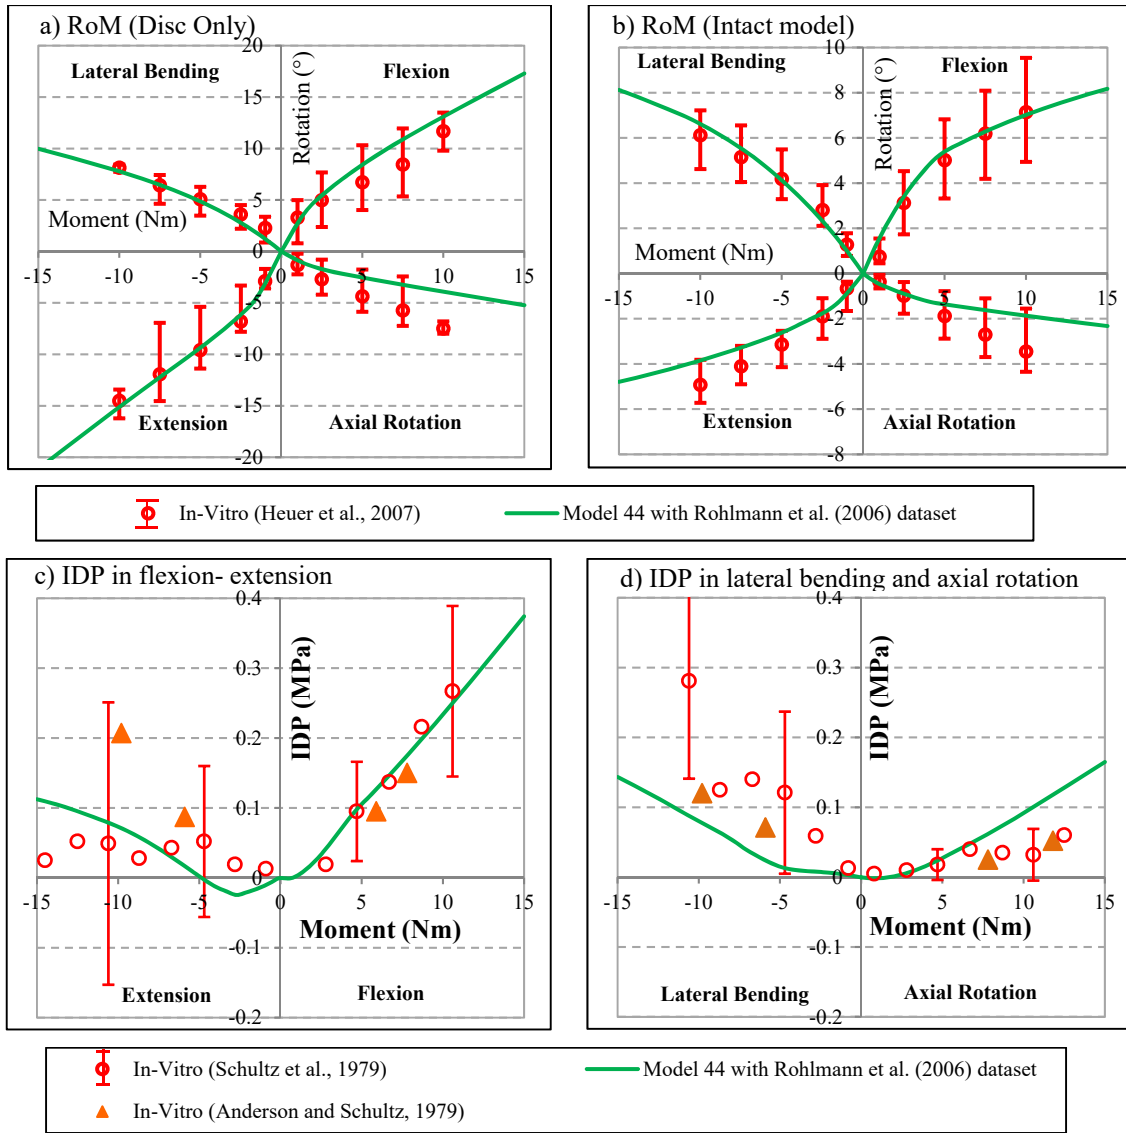 a) RoM (Disc Only)
20
Lateral Bending
Rotation (°)
Flexion
15
10
5
Moment (Nm)
0
-15
-10
-5
0
5
10
15
-5
-10
-15
Extension
Axial Rotation
-20
b) RoM (Intact model)
10
Lateral Bending
Rotation (°)
Flexion
8
6
4
2
Moment (Nm)
0
-15
-10
-5
0
5
10
15
-2
-4
-6
Extension
Axial Rotation
-8
In-Vitro (Heuer et al., 2007)
Model 44 with Rohlmann et al. (2006) dataset
c) IDP in flexion- extension
0.4
IDP (MPa)
0.3
0.2
0.1
0
-15
-10
-5
0
5
10
15
Moment (Nm)
-0.1
Extension
Flexion
-0.2
d) IDP in lateral bending and axial rotation
0.4
IDP (MPa)
0.3
0.2
0.1
0
-15
-10
-5
0
5
10
15
Moment (Nm)
-0.1
Lateral Bending
Axial Rotation
-0.2
In-Vitro (Schultz et al., 1979)
Model 44 with Rohlmann et al. (2006) dataset
In-Vitro (Anderson and Schultz, 1979)